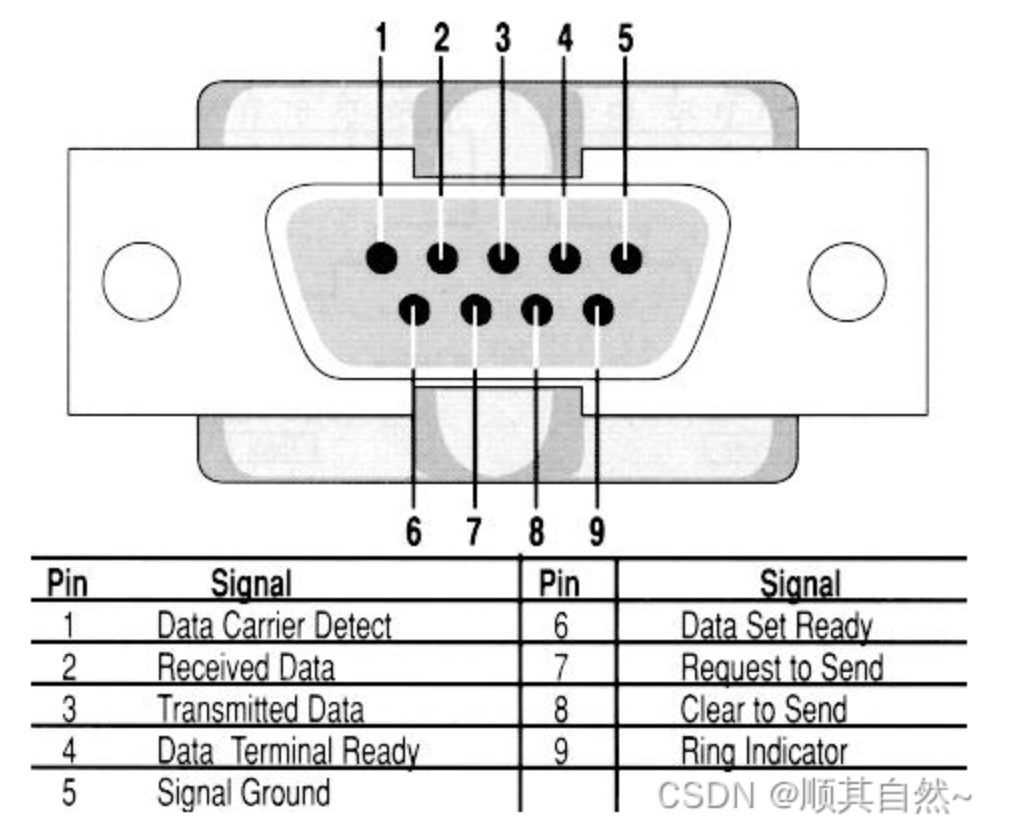 1 2 3 4 5
6 7 8 9
Pin Signal Pin Signal
1 Data Carrier Detect 6 Data Set Ready
2 Received Data 7 Request to Send
3 Transmitted Data 8 Clear to Send
4 Data Terminal Ready 9 Ring Indicator
5 Signal Ground
CSDN @顺其自然~